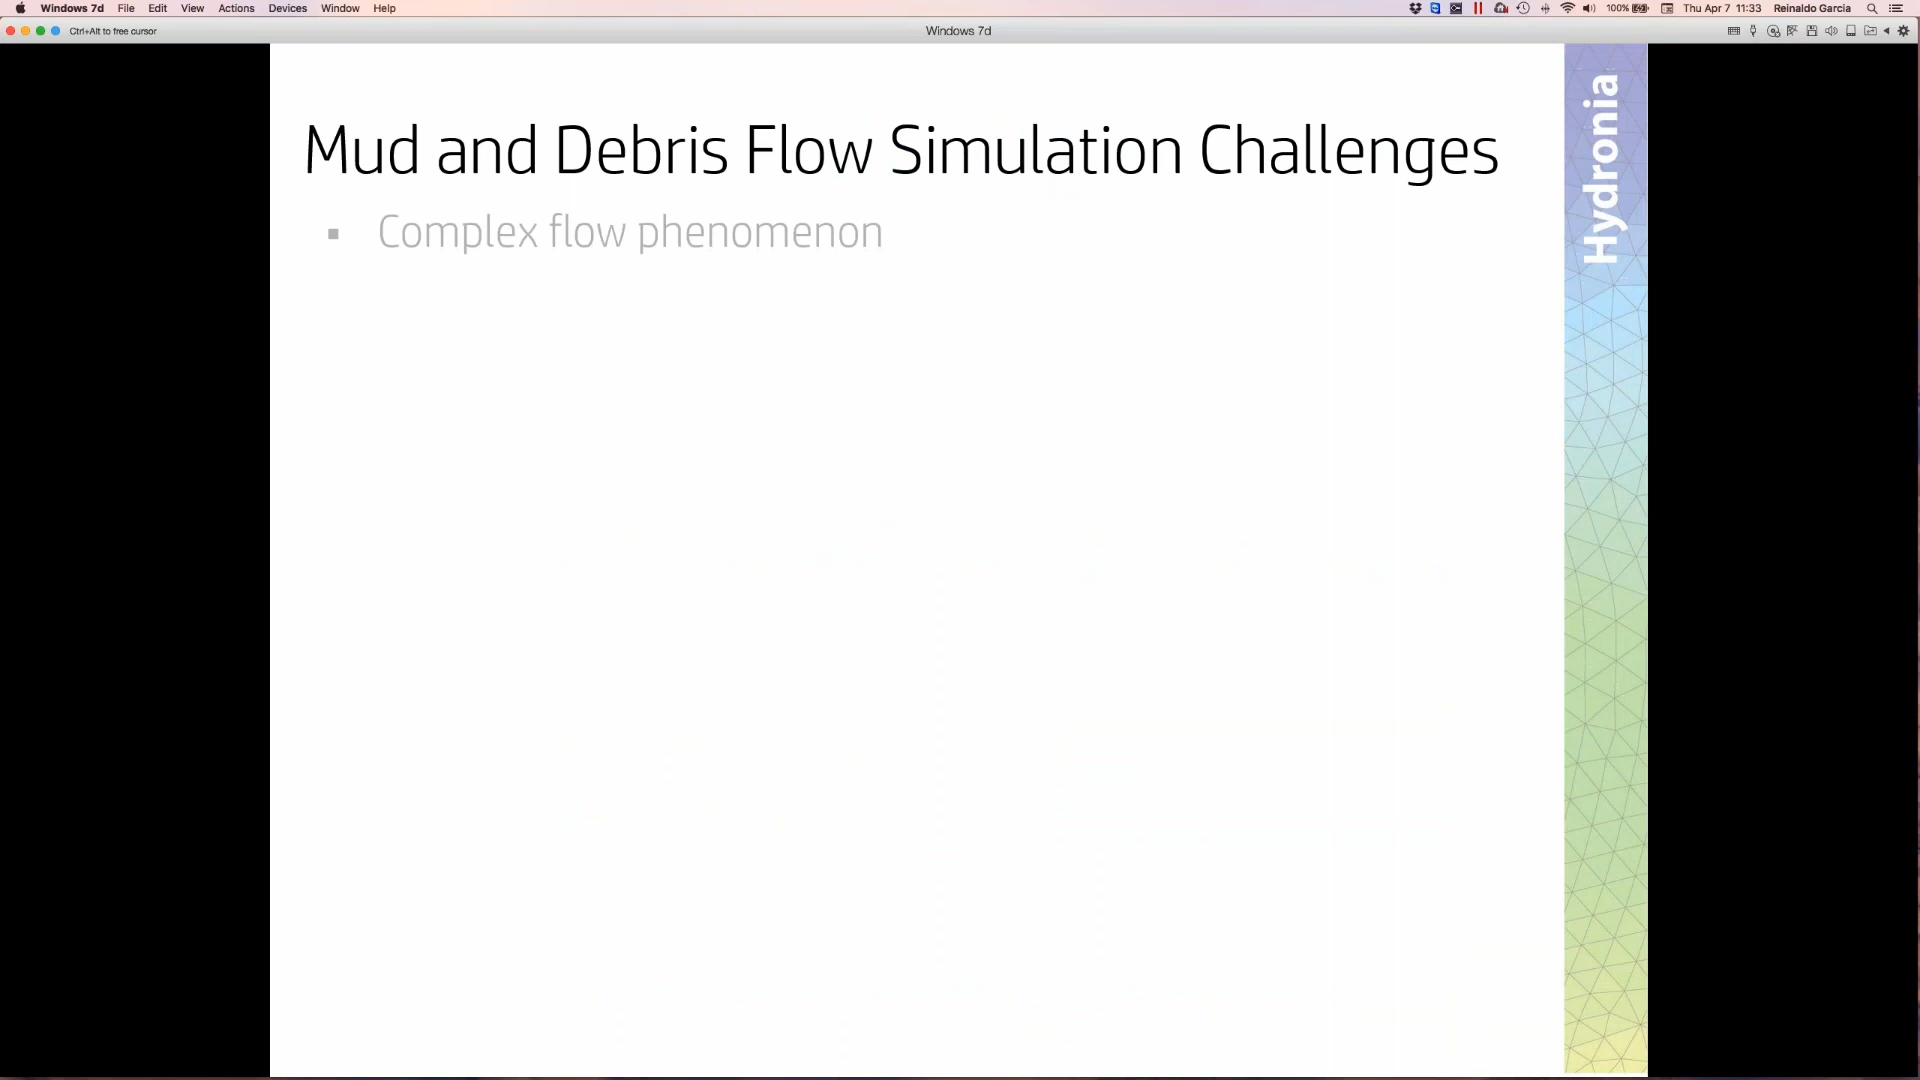 Windows 7d File Edit View Actions Devices Window Help
100% Thu Apr 7 11:33 Reinaldo Garcia
Ctrl+Alt to free cursor
Windows 7d
Mud and Debris Flow Simulation Challenges
▪ Complex flow phenomenon
Hydronia